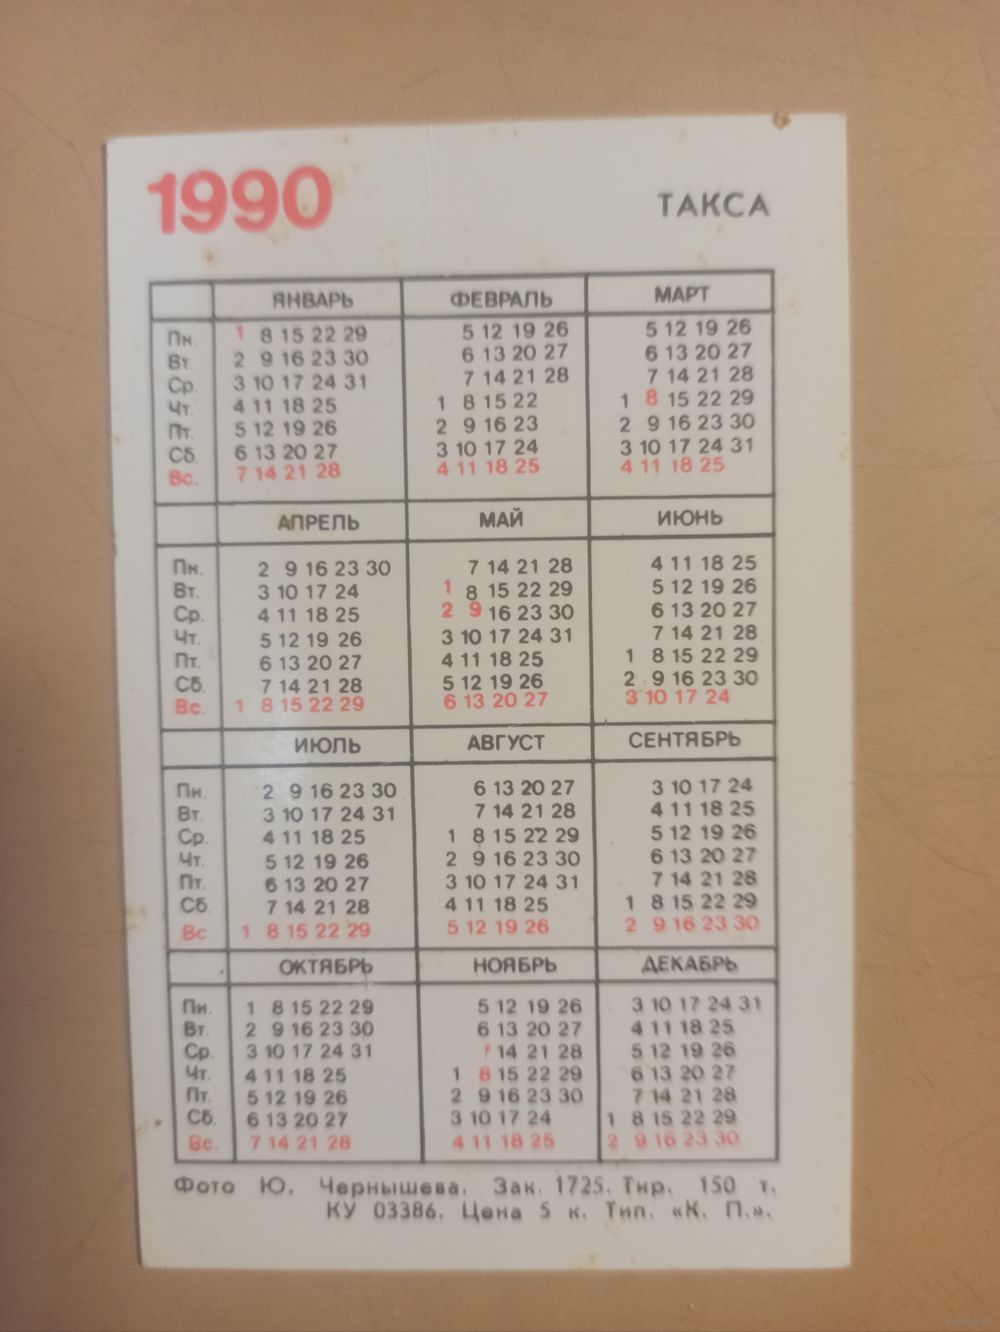 1990
ТАКСА
ЯНВАРЬ ФЕВРАЛЬ МАРТ
Пн. 1 8 15 22 29 5 12 19 26 5 12 19 26
Вт. 2 9 16 23 30 6 13 20 27 6 13 20 27
Ср. 3 10 17 24 31 7 14 21 28 7 14 21 28
Чт. 4 11 18 25 1 8 15 22 1 8 15 22 29
Пт. 5 12 19 26 2 9 16 23 2 9 16 23 30
Сб. 6 13 20 27 3 10 17 24 3 10 17 24 31
Вс. 7 14 21 28 4 11 18 25 4 11 18 25
АПРЕЛЬ МАЙ ИЮНЬ
Пн. 2 9 16 23 30 7 14 21 28 4 11 18 25
Вт. 3 10 17 24 1 8 15 22 29 5 12 19 26
Ср. 4 11 18 25 2 9 16 23 30 6 13 20 27
Чт. 5 12 19 26 3 10 17 24 31 7 14 21 28
Пт. 6 13 20 27 4 11 18 25 1 8 15 22 29
Сб. 7 14 21 28 5 12 19 26 2 9 16 23 30
Вс. 1 8 15 22 29 6 13 20 27 3 10 17 24
ИЮЛЬ АВГУСТ СЕНТЯБРЬ
Пн. 2 9 16 23 30 6 13 20 27 3 10 17 24
Вт. 3 10 17 24 31 7 14 21 28 4 11 18 25
Ср. 4 11 18 25 1 8 15 22 29 5 12 19 26
Чт. 5 12 19 26 2 9 16 23 30 6 13 20 27
Пт. 6 13 20 27 3 10 17 24 31 7 14 21 28
Сб. 7 14 21 28 4 11 18 25 1 8 15 22 29
Вс 1 8 15 22 29 5 12 19 26 2 9 16 23 30
ОКТЯБРЬ НОЯБРЬ ДЕКАБРЬ
Пн. 1 8 15 22 29 5 12 19 26 3 10 17 24 31
Вт. 2 9 16 23 30 6 13 20 27 4 11 18 25
Ср. 3 10 17 24 31 7 14 21 28 5 12 19 26
Чт. 4 11 18 25 1 8 15 22 29 6 13 20 27
Пт. 5 12 19 26 2 9 16 23 30 7 14 21 28
Сб. 6 13 20 27 3 10 17 24 1 8 15 22 29
Вс. 7 14 21 28 4 11 18 25 2 9 16 23 30
Фото Ю. Чернышева. Зак. 1725. Тир. 150 т.
КУ 03386. Цена 5 к. Тип. «К. П.».